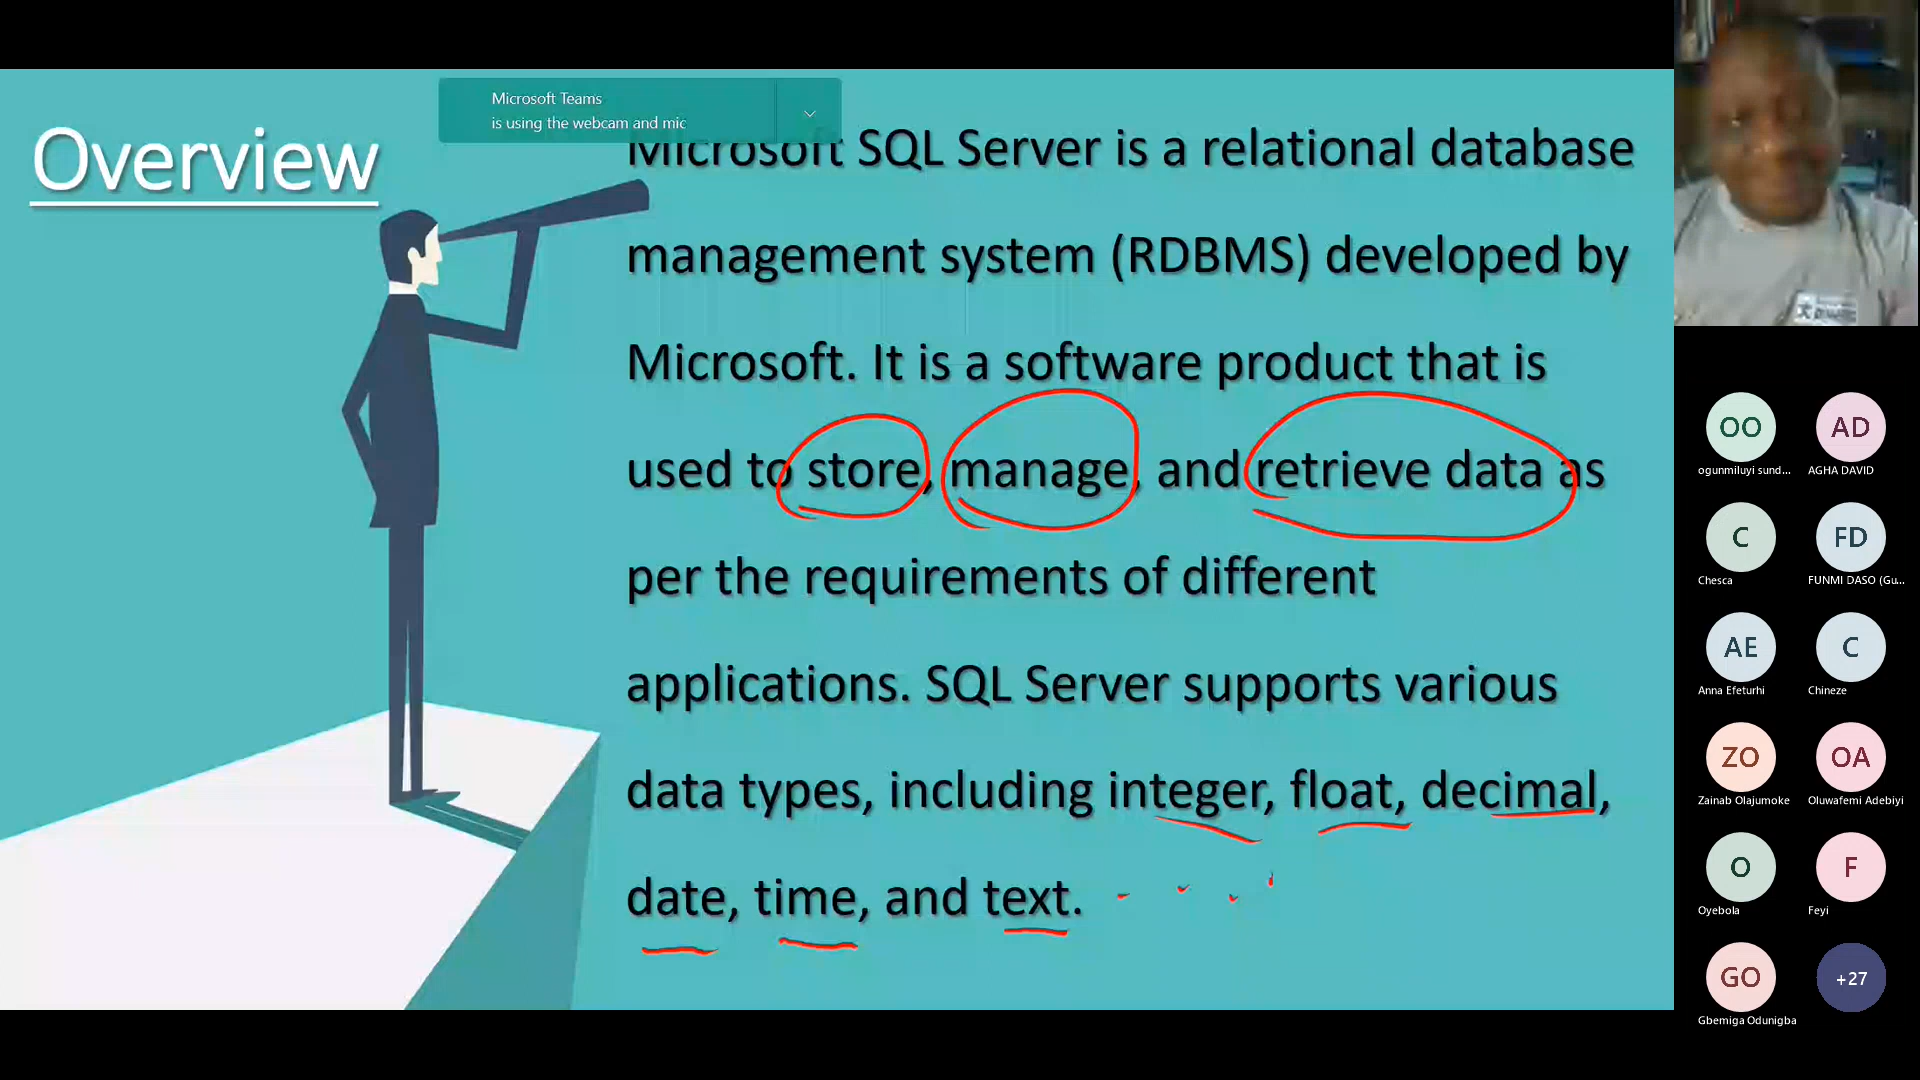 Overview
Microsoft Teams
is using the webcam and mic
Microsoft SQL Server is a relational database
management system (RDBMS) developed by
Microsoft. It is a software product that is
used to store, manage, and retrieve data as
per the requirements of different
applications. SQL Server supports various
data types, including integer, float, decimal,
date, time, and text.
OO
ogunmiluyi sund...
AD
AGHA DAVID
C
Chesca
FD
FUNMI DASO (Gu...
AE
Anna Efeturhi
C
Chineze
ZO
Zainab Olajumoke
OA
Oluwafemi Adebiyi
O
Oyebola
F
Feyi
GO
Gbemiga Odunigba
+27